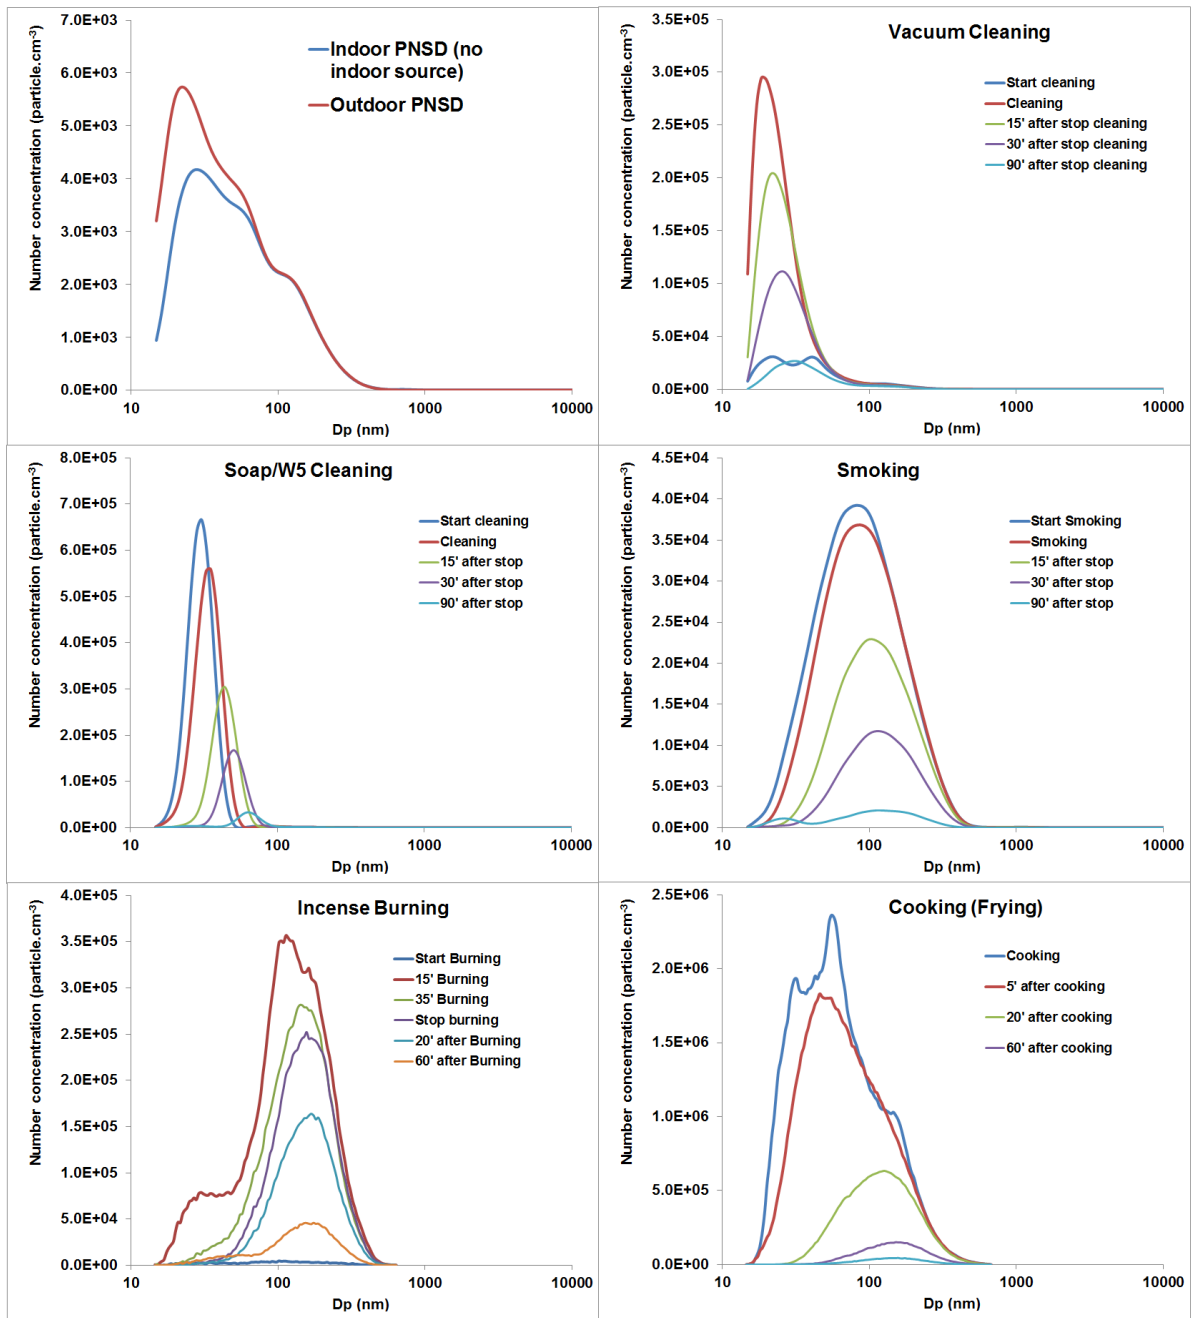 Number concentration (particle.cm-3)
7.0E+03
6.0E+03
5.0E+03
4.0E+03
3.0E+03
2.0E+03
1.0E+03
0.0E+00
Indoor PNSD (no
indoor source)
Outdoor PNSD
10 100 1000 10000
Dp (nm)
Number concentration (particle.cm-3)
3.5E+05
3.0E+05
2.5E+05
2.0E+05
1.5E+05
1.0E+05
5.0E+04
0.0E+00
Vacuum Cleaning
Start cleaning
Cleaning
15' after stop cleaning
30' after stop cleaning
90' after stop cleaning
10 100 1000 10000
Dp (nm)
Number concentration (particle.cm-3)
8.0E+05
7.0E+05
6.0E+05
5.0E+05
4.0E+05
3.0E+05
2.0E+05
1.0E+05
0.0E+00
Soap/W5 Cleaning
Start cleaning
Cleaning
15' after stop
30' after stop
90' after stop
10 100 1000 10000
Dp (nm)
Number concentration (particle.cm-3)
4.5E+04
4.0E+04
3.5E+04
3.0E+04
2.5E+04
2.0E+04
1.5E+04
1.0E+04
5.0E+03
0.0E+00
Smoking
Start Smoking
Smoking
15' after stop
30' after stop
90' after stop
10 100 1000 10000
Dp (nm)
Number concentration (particle.cm-3)
4.0E+05
3.5E+05
3.0E+05
2.5E+05
2.0E+05
1.5E+05
1.0E+05
5.0E+04
0.0E+00
Incense Burning
Start Burning
15' Burning
35' Burning
Stop burning
20' after Burning
60' after Burning
10 100 1000 10000
Dp (nm)
Number concentration (particle.cm-3)
2.5E+06
2.0E+06
1.5E+06
1.0E+06
5.0E+05
0.0E+00
Cooking (Frying)
Cooking
5' after cooking
20' after cooking
60' after cooking
10 100 1000 10000
Dp (nm)